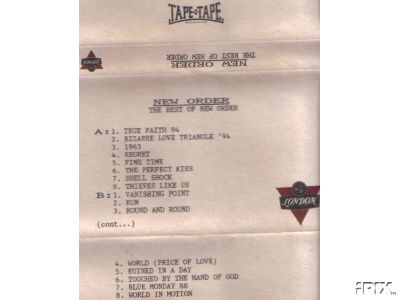 TAPE TAPE
THE BEST OF NEW ORDER
NEW ORDER
LONDON
NEW ORDER
THE BEST OF NEW ORDER
A: 1. TRUE FAITH 94
2. BIZARRE LOVE TRIANGLE '94
3. 1963
4. REGRET
5. FINE TIME
6. THE PERFECT KISS
7. SHELL SHOCK
8. THIEVES LIKE US
B: 1. VANISHING POINT
2. RUN
3. ROUND AND ROUND
LONDON
(cont...)
4. WORLD (PRICE OF LOVE)
5. RUINED IN A DAY
6. TOUCHED BY THE HAND OF GOD
7. BLUE MONDAY 88
8. WORLD IN MOTION
iPIX